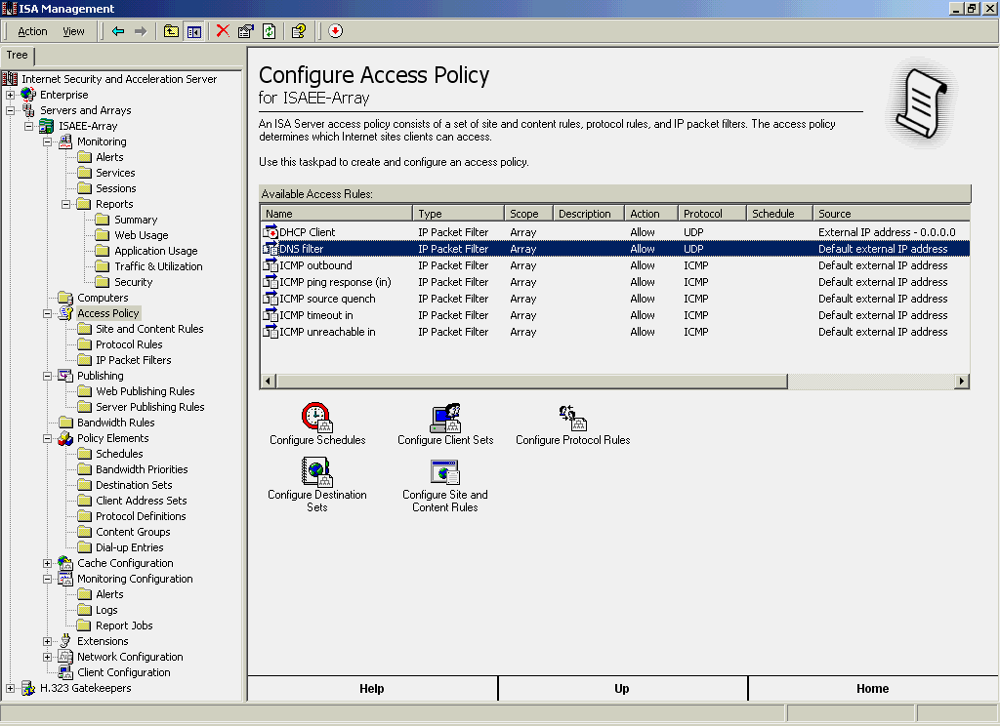 ISA Management
Action View
Tree
Internet Security and Acceleration Server
Enterprise
Servers and Arrays
ISAEE-Array
Monitoring
Alerts
Services
Sessions
Reports
Summary
Web Usage
Application Usage
Traffic & Utilization
Security
Computers
Access Policy
Site and Content Rules
Protocol Rules
IP Packet Filters
Publishing
Web Publishing Rules
Server Publishing Rules
Bandwidth Rules
Policy Elements
Schedules
Bandwidth Priorities
Destination Sets
Client Address Sets
Protocol Definitions
Content Groups
Dial-up Entries
Cache Configuration
Monitoring Configuration
Alerts
Logs
Report Jobs
Extensions
Network Configuration
Client Configuration
H.323 Gatekeepers
Configure Access Policy
for ISAEE-Array
An ISA Server access policy consists of a set of site and content rules, protocol rules, and IP packet filters. The access policy
determines which Internet sites clients can access.
Use this taskpad to create and configure an access policy.
Available Access Rules:
Name Type Scope Description Action Protocol Schedule Source
DHCP Client IP Packet Filter Array Allow UDP External IP address - 0.0.0.0
DNS filter IP Packet Filter Array Allow UDP Default external IP address
ICMP outbound IP Packet Filter Array Allow ICMP Default external IP address
ICMP ping response (in) IP Packet Filter Array Allow ICMP Default external IP address
ICMP source quench IP Packet Filter Array Allow ICMP Default external IP address
ICMP timeout in IP Packet Filter Array Allow ICMP Default external IP address
ICMP unreachable in IP Packet Filter Array Allow ICMP Default external IP address
Configure Schedules Configure Client Sets Configure Protocol Rules
Configure Destination
Sets
Configure Site and
Content Rules
Help Up Home